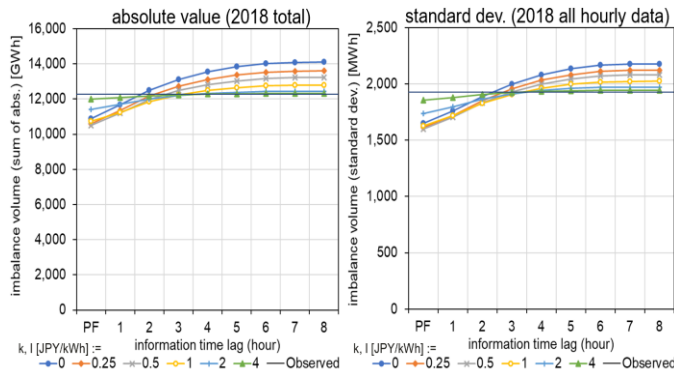 absolute value (2018 total)
imbalance volume (sum of abs.) [GWh]
16,000
14,000
12,000
10,000
8,000
6,000
4,000
2,000
0
PF 1 2 3 4 5 6 7 8
k, l [JPY/kWh] := information time lag (hour)
0 0.25 0.5 1 2 4 Observed
standard dev. (2018 all hourly data)
imbalance volume (standard dev.) [MWh]
2,500
2,000
1,500
1,000
500
0
PF 1 2 3 4 5 6 7 8
k, l [JPY/kWh] := information time lag (hour)
0 0.25 0.5 1 2 4 Observed